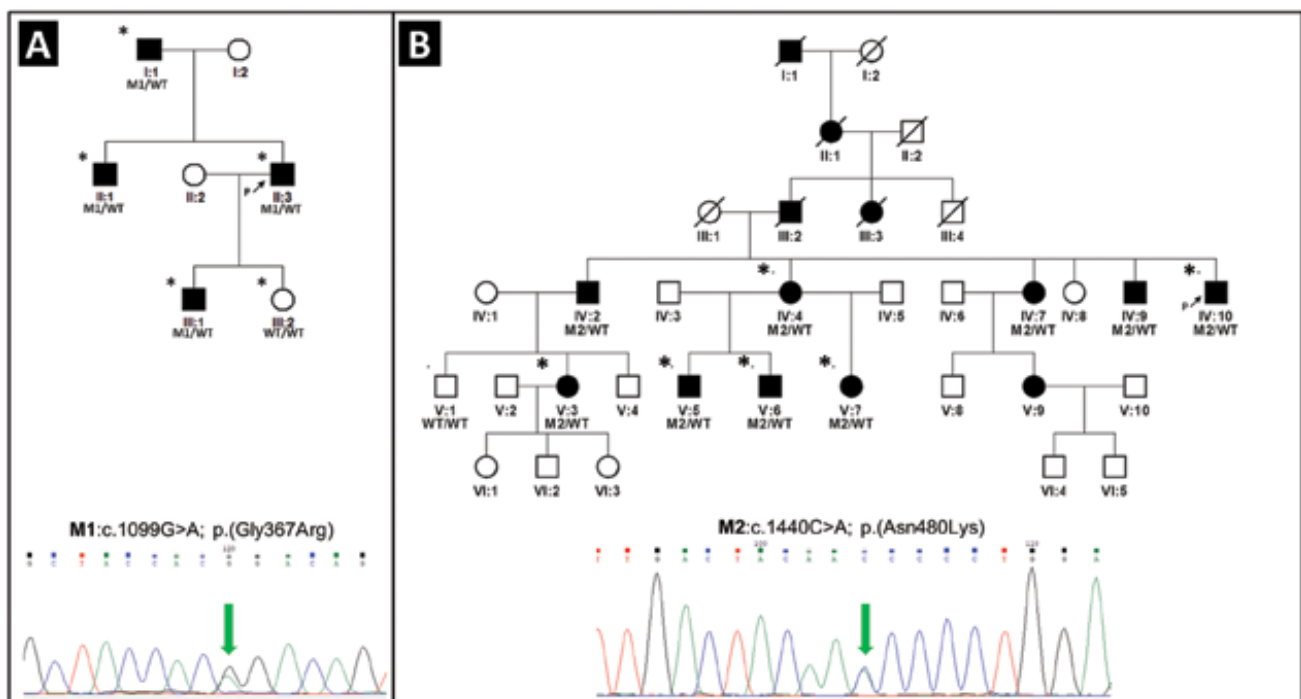 A
B
*
I:1
M1/WT
I:2
*
II:1
M1/WT
II:2
P
*
II:3
M1/WT
*
III:1
M1/WT
*
III:2
WT/WT
I:1
I:2
II:1
II:2
III:1
III:2
III:3
III:4
IV:1
IV:2
M2/WT
IV:3
*.
IV:4
M2/WT
IV:5
IV:6
IV:7
M2/WT
IV:8
IV:9
M2/WT
*.
P
IV:10
M2/WT
V:1
WT/WT
V:2
*
V:3
M2/WT
V:4
*.
V:5
M2/WT
*.
V:6
M2/WT
*.
V:7
M2/WT
V:8
V:9
V:10
VI:1
VI:2
VI:3
VI:4
VI:5
M1:c.1099G>A; p.(Gly367Arg)
120
G C T A C C A C G G A C A G
M2:c.1440C>A; p.(Asn480Lys)
120
T T G A C T A C A A C C C C C T G G A